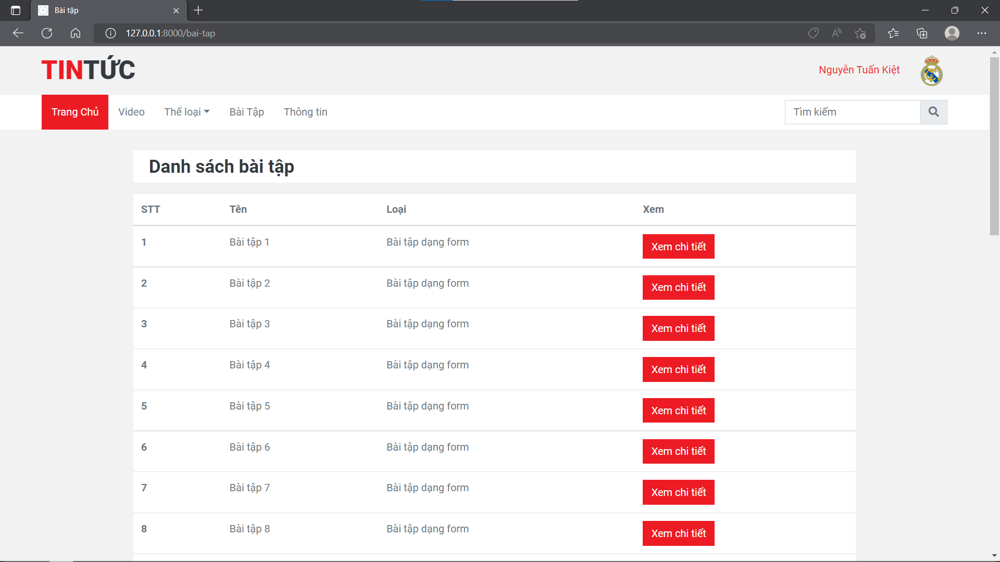 Bài tập
127.0.0.1:8000/bai-tap
TINTỨC
Nguyễn Tuấn Kiệt
Trang Chủ Video Thể loại Bài Tập Thông tin Tìm kiếm
Danh sách bài tập
STT Tên Loại Xem
1 Bài tập 1 Bài tập dạng form Xem chi tiết
2 Bài tập 2 Bài tập dạng form Xem chi tiết
3 Bài tập 3 Bài tập dạng form Xem chi tiết
4 Bài tập 4 Bài tập dạng form Xem chi tiết
5 Bài tập 5 Bài tập dạng form Xem chi tiết
6 Bài tập 6 Bài tập dạng form Xem chi tiết
7 Bài tập 7 Bài tập dạng form Xem chi tiết
8 Bài tập 8 Bài tập dạng form Xem chi tiết